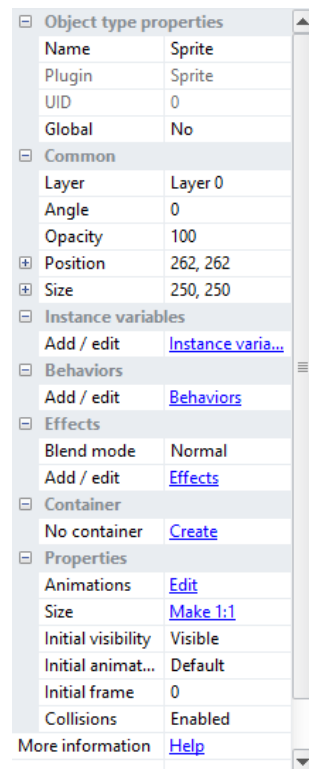 Object type properties
Name Sprite
Plugin Sprite
UID 0
Global No
Common
Layer Layer 0
Angle 0
Opacity 100
Position 262, 262
Size 250, 250
Instance variables
Add / edit Instance varia...
Behaviors
Add / edit Behaviors
Effects
Blend mode Normal
Add / edit Effects
Container
No container Create
Properties
Animations Edit
Size Make 1:1
Initial visibility Visible
Initial animat... Default
Initial frame 0
Collisions Enabled
More information Help